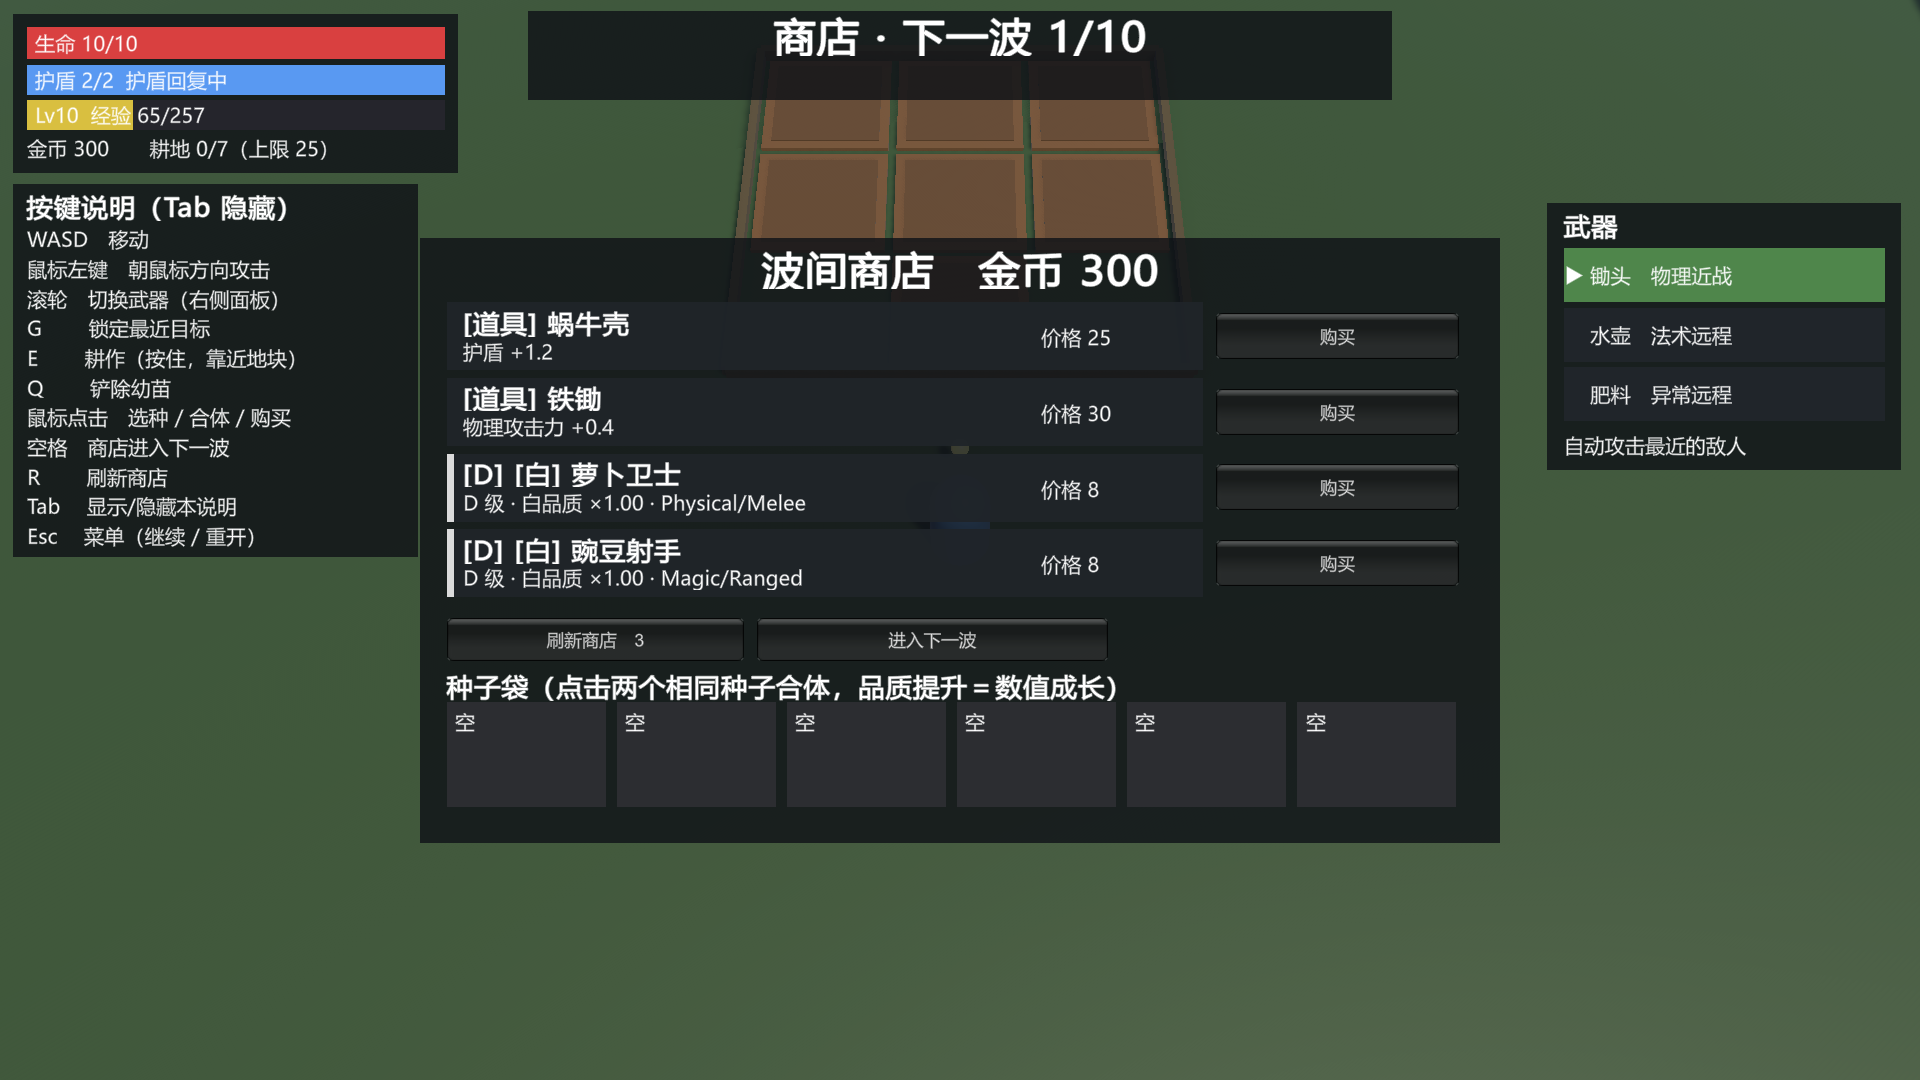 生命 10/10
护盾 2/2 护盾回复中
Lv10 经验 65/257
金币 300 耕地 0/7（上限 25）
商店 · 下一波 1/10
按键说明（Tab 隐藏）
WASD 移动
鼠标左键 朝鼠标方向攻击
滚轮 切换武器（右侧面板）
G 锁定最近目标
E 耕作（按住，靠近地块）
Q 铲除幼苗
鼠标点击 选种 / 合体 / 购买
空格 商店进入下一波
R 刷新商店
Tab 显示/隐藏本说明
Esc 菜单（继续 / 重开）
波间商店 金币 300
[道具] 蜗牛壳
护盾 +1.2
价格 25
购买
[道具] 铁锄
物理攻击力 +0.4
价格 30
购买
[D] [白] 萝卜卫士
D 级 · 白品质 ×1.00 · Physical/Melee
价格 8
购买
[D] [白] 豌豆射手
D 级 · 白品质 ×1.00 · Magic/Ranged
价格 8
购买
刷新商店 3
进入下一波
种子袋（点击两个相同种子合体，品质提升＝数值成长）
空 空 空 空 空 空
武器
▶ 锄头 物理近战
水壶 法术远程
肥料 异常远程
自动攻击最近的敌人